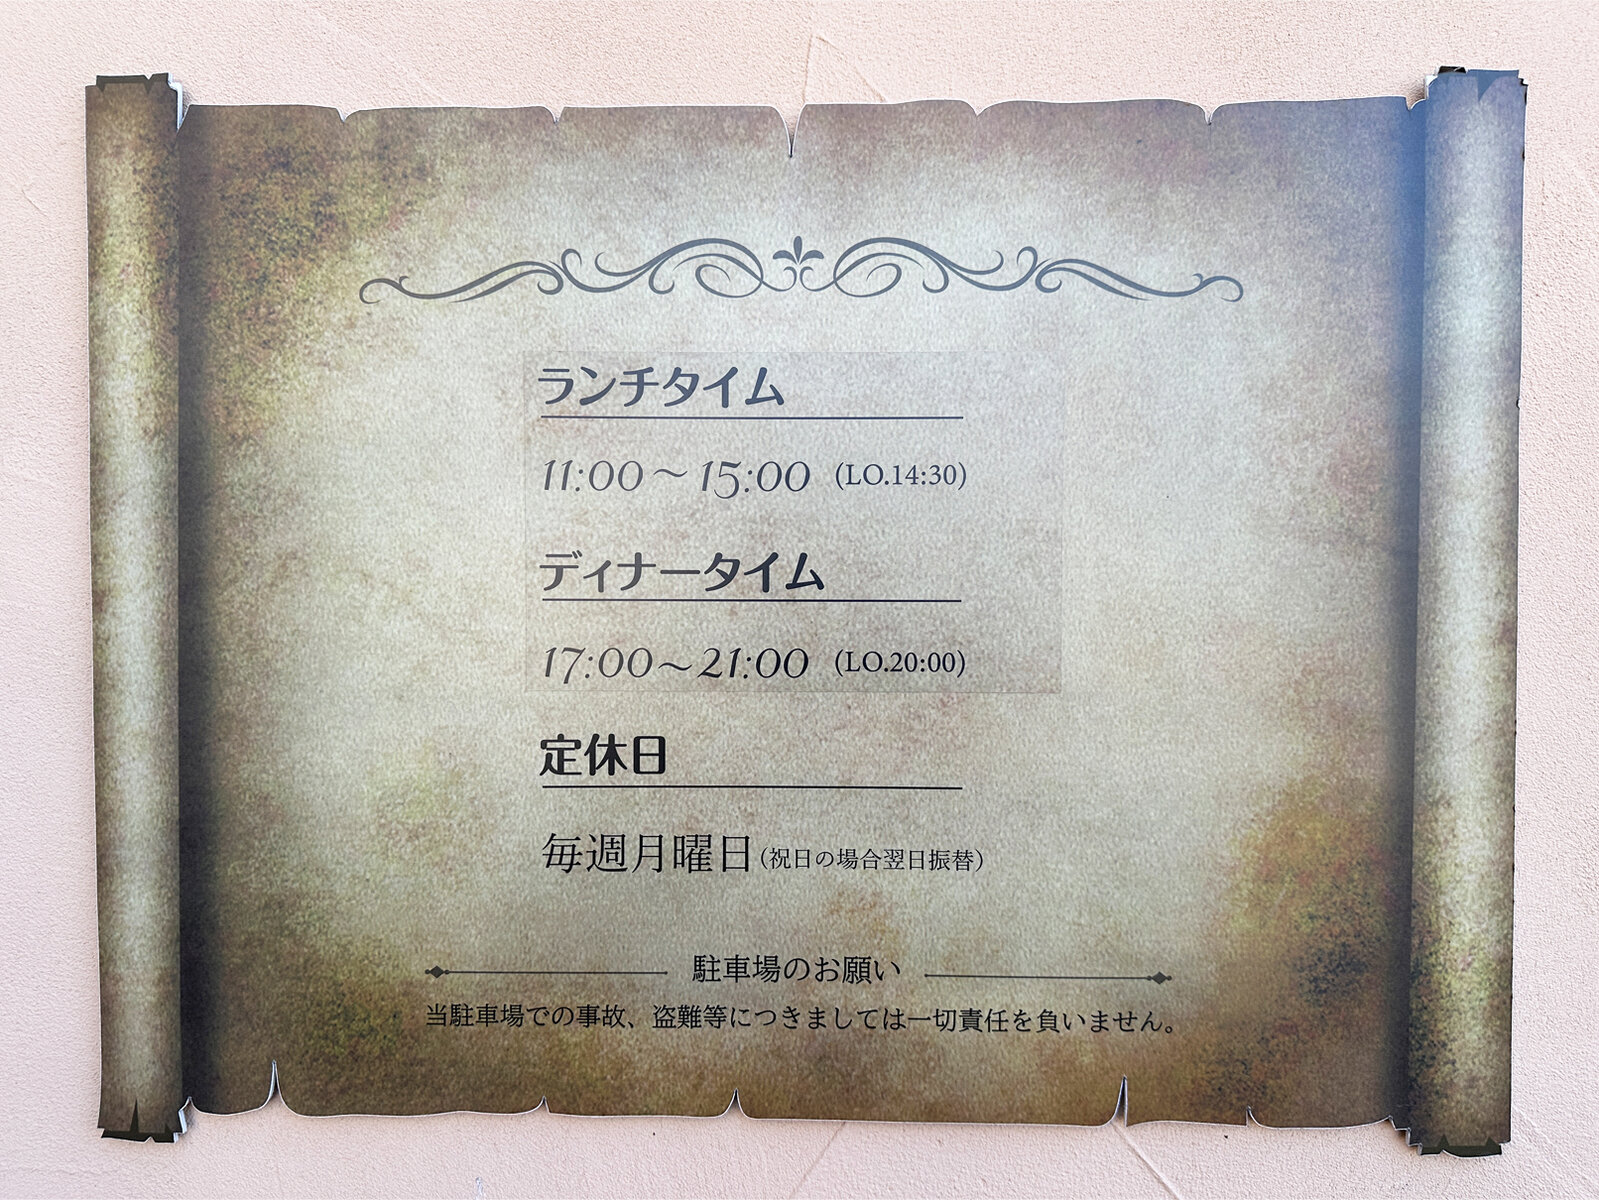 ランチタイム
11:00～15:00 (LO.14:30)
ディナータイム
17:00～21:00 (LO.20:00)
定休日
毎週月曜日(祝日の場合翌日振替)
駐車場のお願い
当駐車場での事故、盗難等につきましては一切責任を負いません。